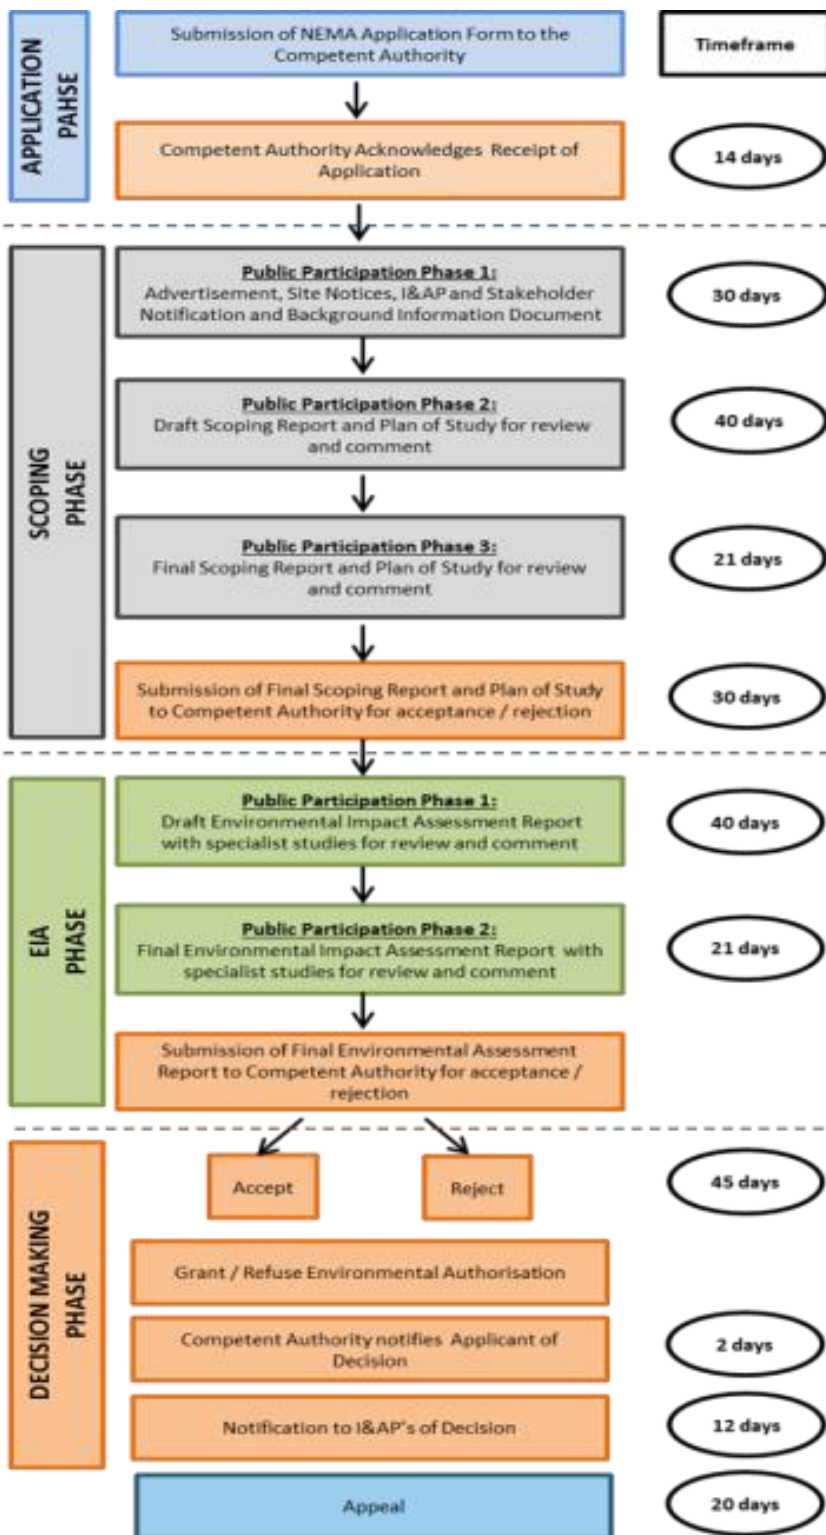 APPLICATION
PAHSE
Submission of NEMA Application Form to the
Competent Authority
Timeframe
Competent Authority Acknowledges Receipt of
Application
14 days
SCOPING
PHASE
Public Participation Phase 1:
Advertisement, Site Notices, I&AP and Stakeholder
Notification and Background Information Document
30 days
Public Participation Phase 2:
Draft Scoping Report and Plan of Study for review
and comment
40 days
Public Participation Phase 3:
Final Scoping Report and Plan of Study for review
and comment
21 days
Submission of Final Scoping Report and Plan of Study
to Competent Authority for acceptance / rejection
30 days
EIA
PHASE
Public Participation Phase 1:
Draft Environmental Impact Assessment Report
with specialist studies for review and comment
40 days
Public Participation Phase 2:
Final Environmental Impact Assessment Report with
specialist studies for review and comment
21 days
Submission of Final Environmental Assessment
Report to Competent Authority for acceptance /
rejection
DECISION MAKING
PHASE
Accept
Reject
45 days
Grant / Refuse Environmental Authorisation
Competent Authority notifies Applicant of
Decision
2 days
Notification to I&AP's of Decision
12 days
Appeal
20 days